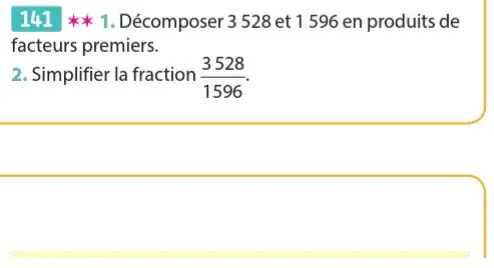 141 ★★ 1. Décomposer 3 528 et 1 596 en produits de
facteurs premiers.
2. Simplifier la fraction 3 528/1596.